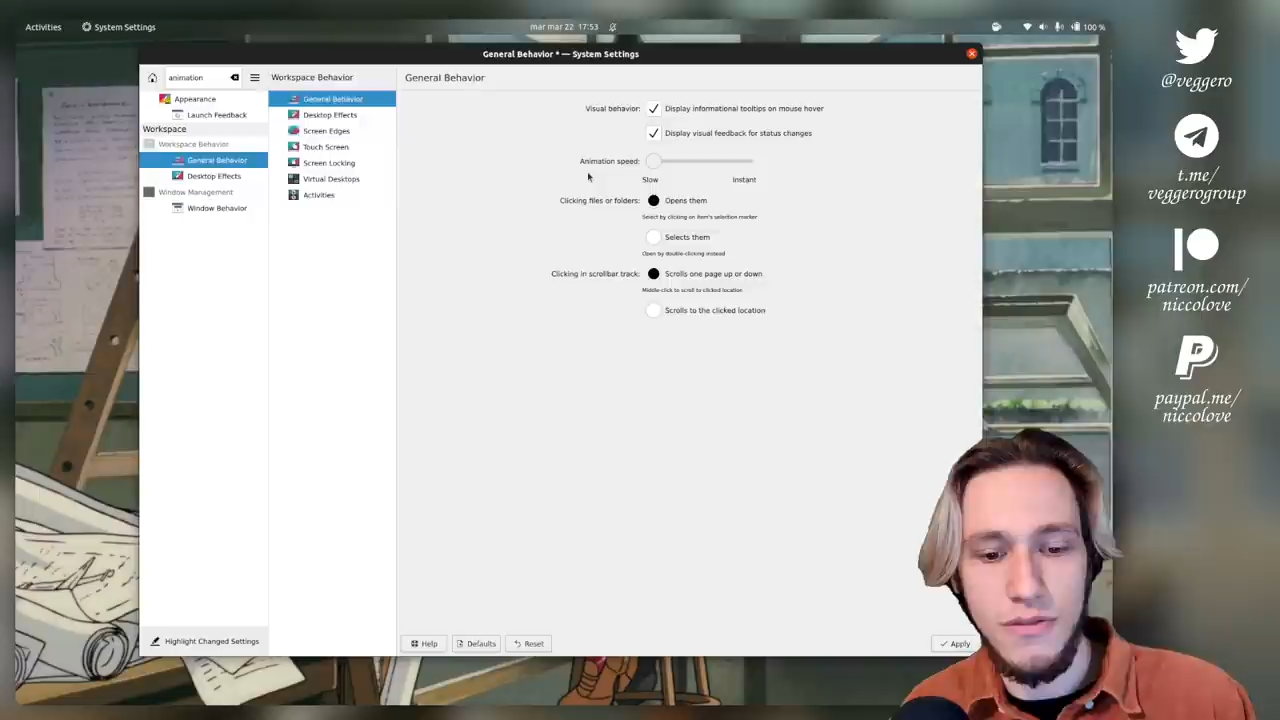 Activities
System Settings
mar mar 22 17:53
100 %
General Behavior * — System Settings
animation
Appearance
Launch Feedback
Workspace
Workspace Behavior
General Behavior
Desktop Effects
Window Management
Window Behavior
Highlight Changed Settings
Workspace Behavior
General Behavior
Desktop Effects
Screen Edges
Touch Screen
Screen Locking
Virtual Desktops
Activities
General Behavior
Visual behavior:
Display informational tooltips on mouse hover
Display visual feedback for status changes
Animation speed:
Slow
Instant
Clicking files or folders:
Opens them
Select by clicking on item's selection marker
Selects them
Open by double-clicking instead
Clicking in scrollbar track:
Scrolls one page up or down
Middle-click to scroll to clicked location
Scrolls to the clicked location
Help
Defaults
Reset
Apply
@veggero
t.me/
veggerogroup
patreon.com/
niccolove
paypal.me/
niccolove